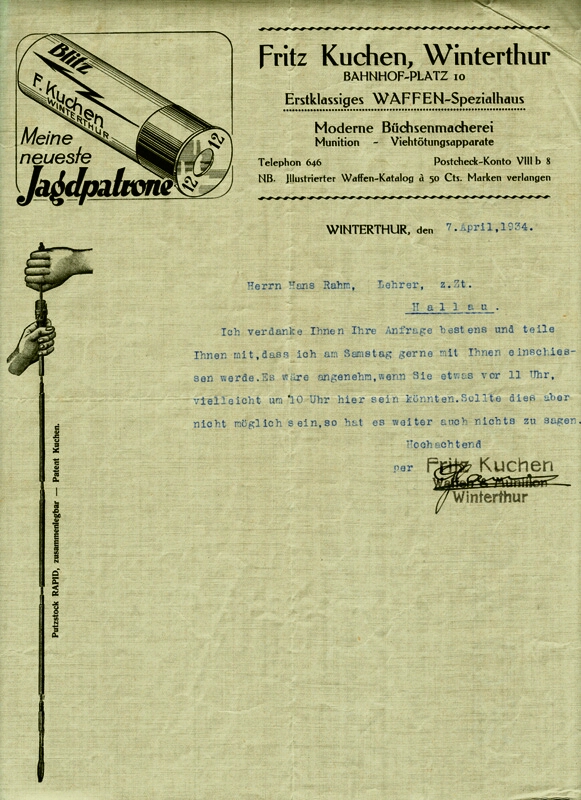 Blitz
F. Kuchen
WINTERTHUR
12
12
Meine
neueste
Jagdpatrone
Fritz Kuchen, Winterthur
BAHNHOF-PLATZ 10
Erstklassiges WAFFEN-Spezialhaus
Moderne Büchsenmacherei
Munition - Viehtötungsapparate
Telephon 646 Postcheck-Konto VIII b 8
NB. Jllustrierter Waffen-Katalog à 50 Cts. Marken verlangen
WINTERTHUR, den 7.April,1934.
Herrn Hans Rahm, Lehrer, z.Zt.
Hallau.
Ich verdanke Ihnen Ihre Anfrage bestens und teile
Ihnen mit,dass ich am Samstag gerne mit Ihnen einschies-
sen werde.Es wäre angenehm,wenn Sie etwas vor 11 Uhr,
vielleicht um 10 Uhr hier sein könnten.Sollte dies aber
nicht möglich sein,so hat es weiter auch nichts zu sagen.
Hochachtend
per Fritz Kuchen
Waffen & Munition
Winterthur
Putzstock RAPID, zusammenlegbar — Patent Kuchen.